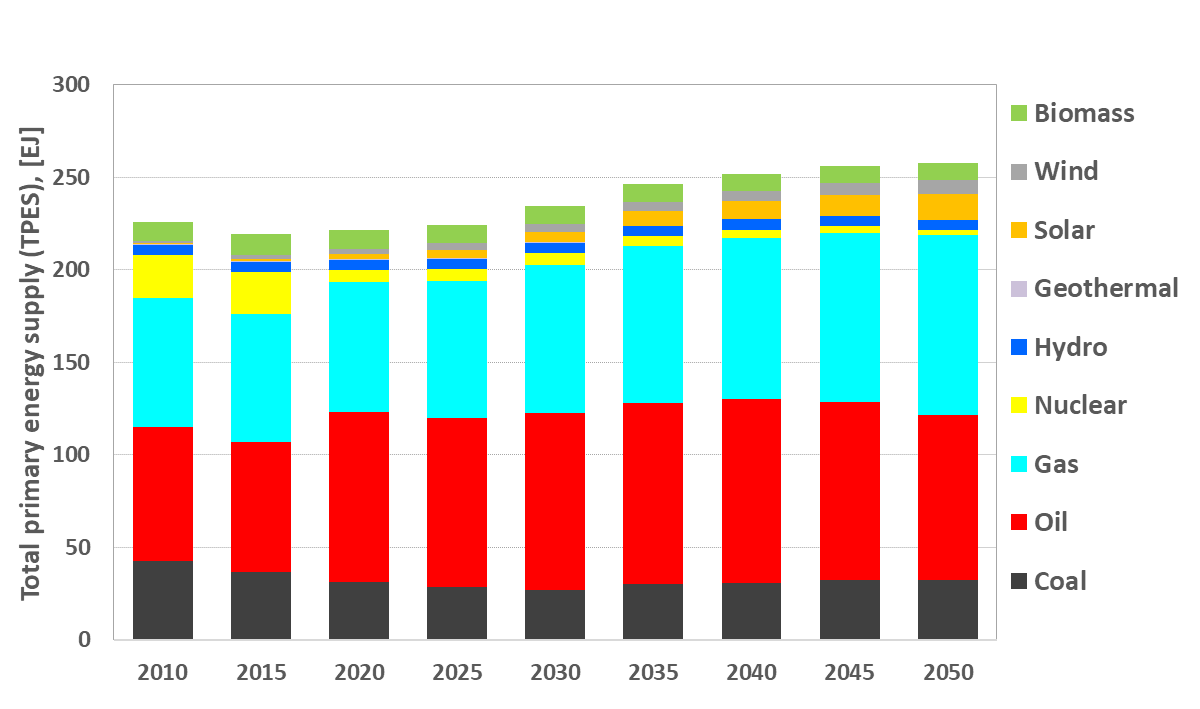 Total primary energy supply (TPES), [EJ]
300
250
200
150
100
50
0
2010 2015 2020 2025 2030 2035 2040 2045 2050
Biomass
Wind
Solar
Geothermal
Hydro
Nuclear
Gas
Oil
Coal